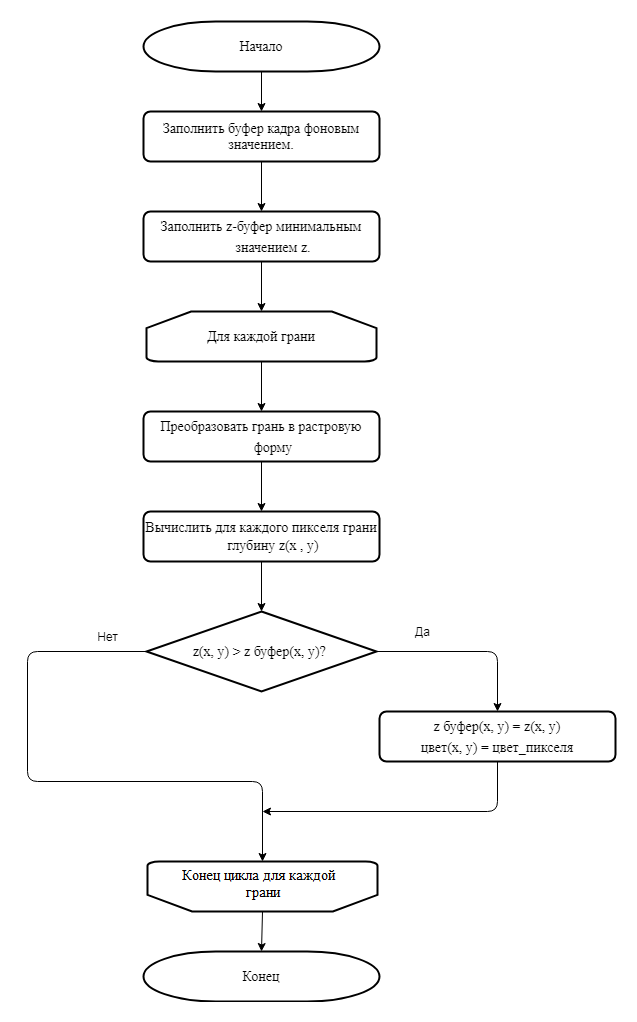 Начало
Заполнить буфер кадра фоновым
значением.
Заполнить z-буфер минимальным
значением z.
Для каждой грани
Преобразовать грань в растровую
форму
Вычислить для каждого пикселя грани
глубину z(x , y)
z(x, y) > z буфер(x, y)?
Нет
Да
z буфер(x, y) = z(x, y)
цвет(x, y) = цвет_пикселя
Конец цикла для каждой
грани
Конец